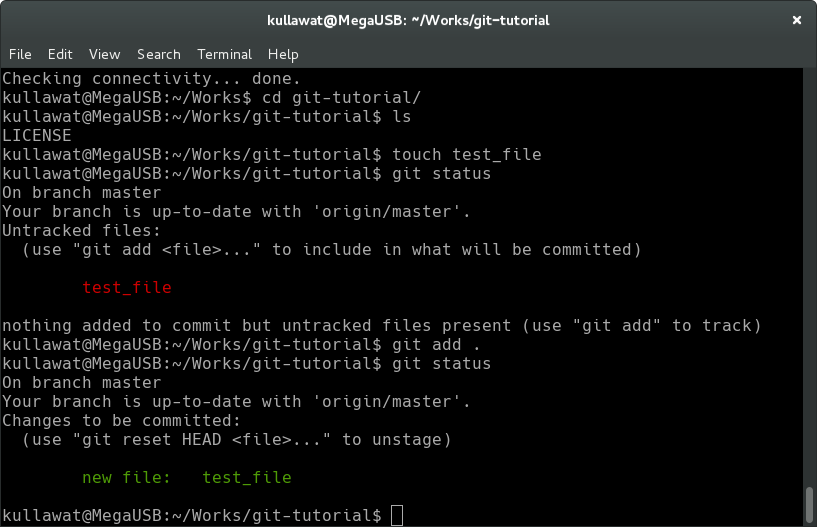 kullawat@MegaUSB: ~/Works/git-tutorial
File Edit View Search Terminal Help
Checking connectivity... done.
kullawat@MegaUSB:~/Works$ cd git-tutorial/
kullawat@MegaUSB:~/Works/git-tutorial$ ls
LICENSE
kullawat@MegaUSB:~/Works/git-tutorial$ touch test_file
kullawat@MegaUSB:~/Works/git-tutorial$ git status
On branch master
Your branch is up-to-date with 'origin/master'.
Untracked files:
  (use "git add <file>..." to include in what will be committed)
        test_file
nothing added to commit but untracked files present (use "git add" to track)
kullawat@MegaUSB:~/Works/git-tutorial$ git add .
kullawat@MegaUSB:~/Works/git-tutorial$ git status
On branch master
Your branch is up-to-date with 'origin/master'.
Changes to be committed:
  (use "git reset HEAD <file>..." to unstage)
        new file:   test_file
kullawat@MegaUSB:~/Works/git-tutorial$